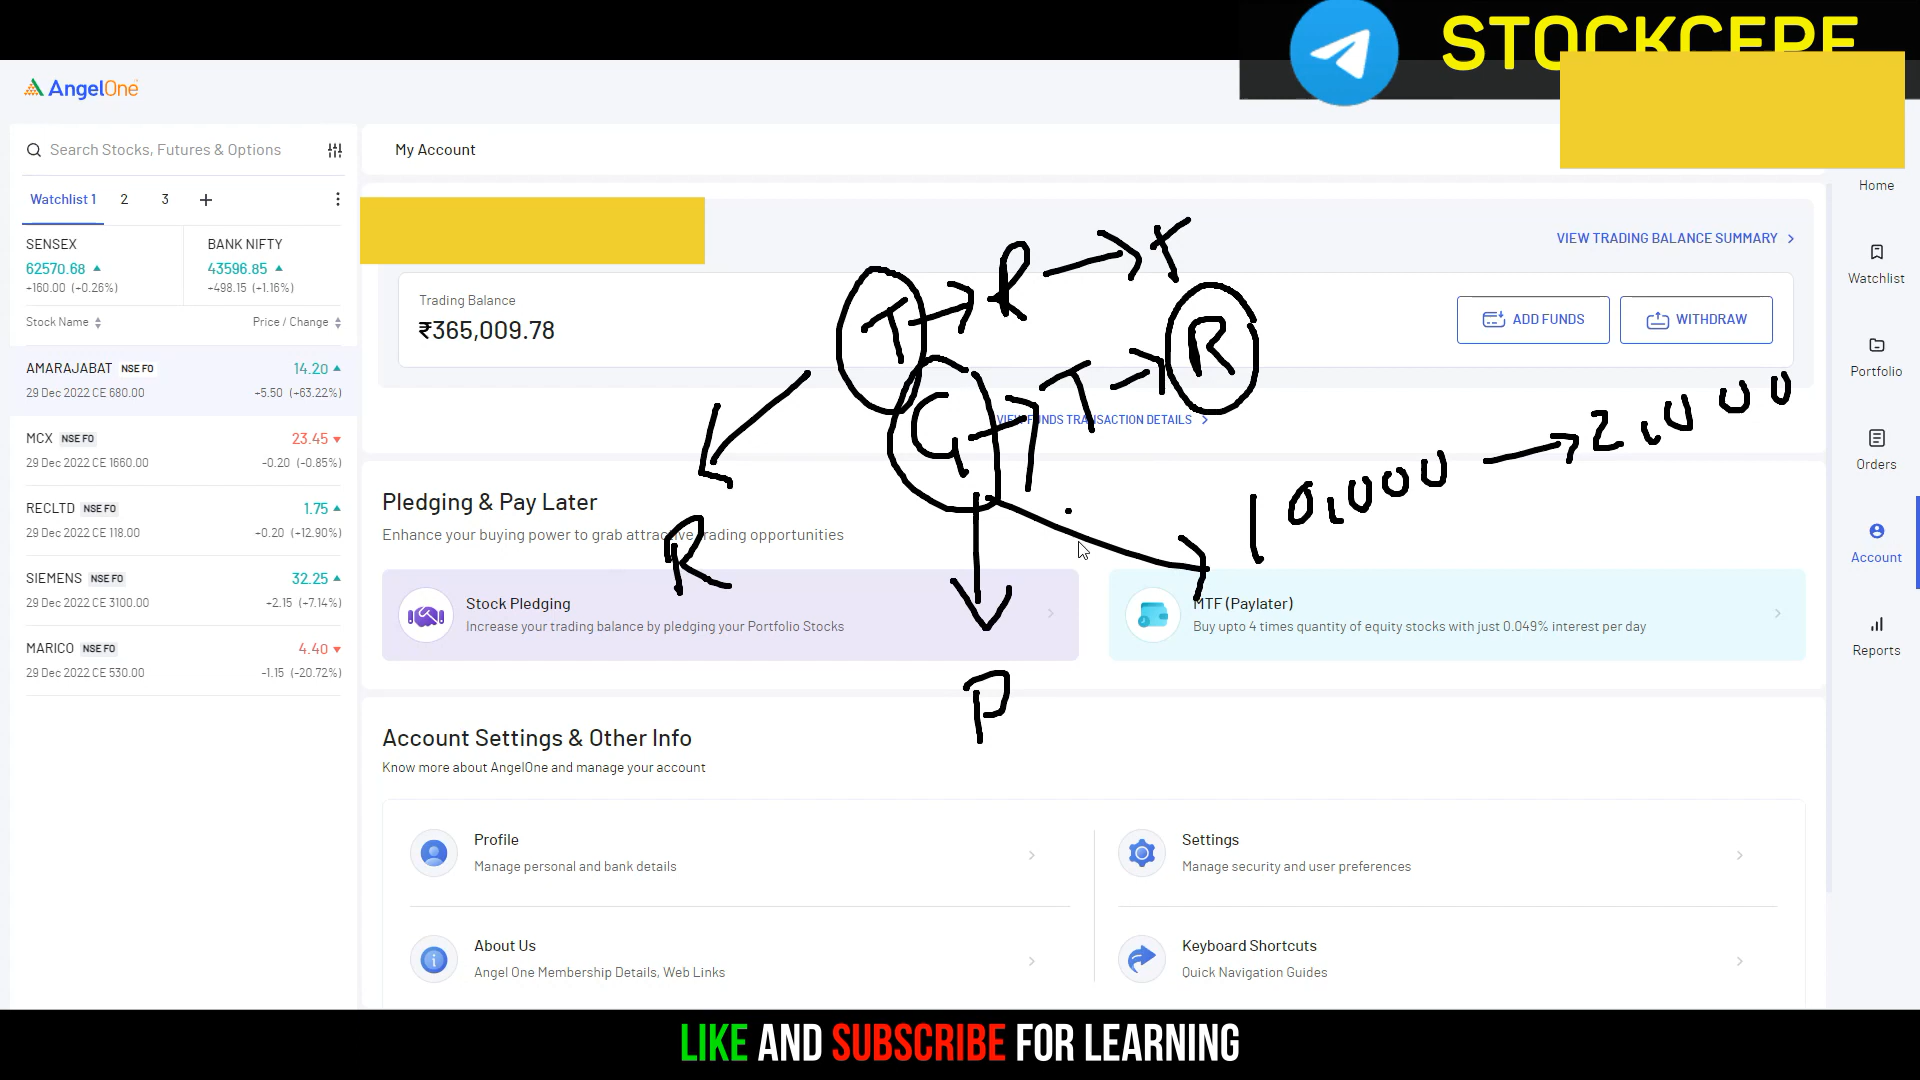 STOCKCEPE
AngelOne
Search Stocks, Futures & Options
My Account
Home
Watchlist 1 2 3 +
SENSEX
62570.68
+160.00 (+0.26%)
BANK NIFTY
43596.85
+498.15 (+1.16%)
Stock Name Price / Change
AMARAJABAT NSE FO 14.20
29 Dec 2022 CE 680.00 +5.50 (+63.22%)
MCX NSE FO 23.45
29 Dec 2022 CE 1660.00 -0.20 (-0.85%)
RECLTD NSE FO 1.75
29 Dec 2022 CE 118.00 +0.20 (+12.90%)
SIEMENS NSE FO 32.25
29 Dec 2022 CE 3100.00 +2.15 (+7.14%)
MARICO NSE FO 4.40
29 Dec 2022 CE 530.00 -1.15 (-20.72%)
VIEW TRADING BALANCE SUMMARY
Trading Balance
₹365,009.78
ADD FUNDS
WITHDRAW
VIEW FUNDS TRANSACTION DETAILS
T R
T R
R
P
10,000 2,000
Pledging & Pay Later
Enhance your buying power to grab attractive trading opportunities
Stock Pledging
Increase your trading balance by pledging your Portfolio Stocks
MTF (Paylater)
Buy upto 4 times quantity of equity stocks with just 0.049% interest per day
Account Settings & Other Info
Know more about AngelOne and manage your account
Profile
Manage personal and bank details
Settings
Manage security and user preferences
About Us
Angel One Membership Details, Web Links
Keyboard Shortcuts
Quick Navigation Guides
Watchlist
Portfolio
Orders
Account
Reports
LIKE AND SUBSCRIBE FOR LEARNING